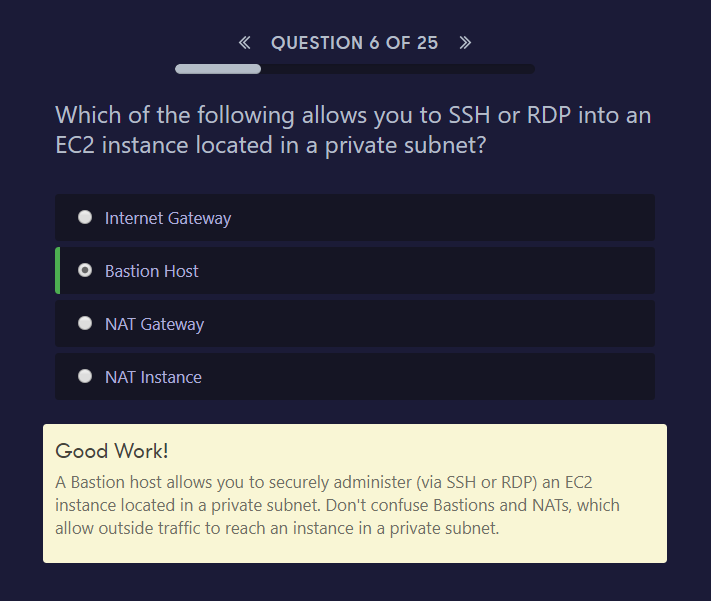 « QUESTION 6 OF 25 »
Which of the following allows you to SSH or RDP into an
EC2 instance located in a private subnet?
Internet Gateway
Bastion Host
NAT Gateway
NAT Instance
Good Work!
A Bastion host allows you to securely administer (via SSH or RDP) an EC2
instance located in a private subnet. Don't confuse Bastions and NATs, which
allow outside traffic to reach an instance in a private subnet.